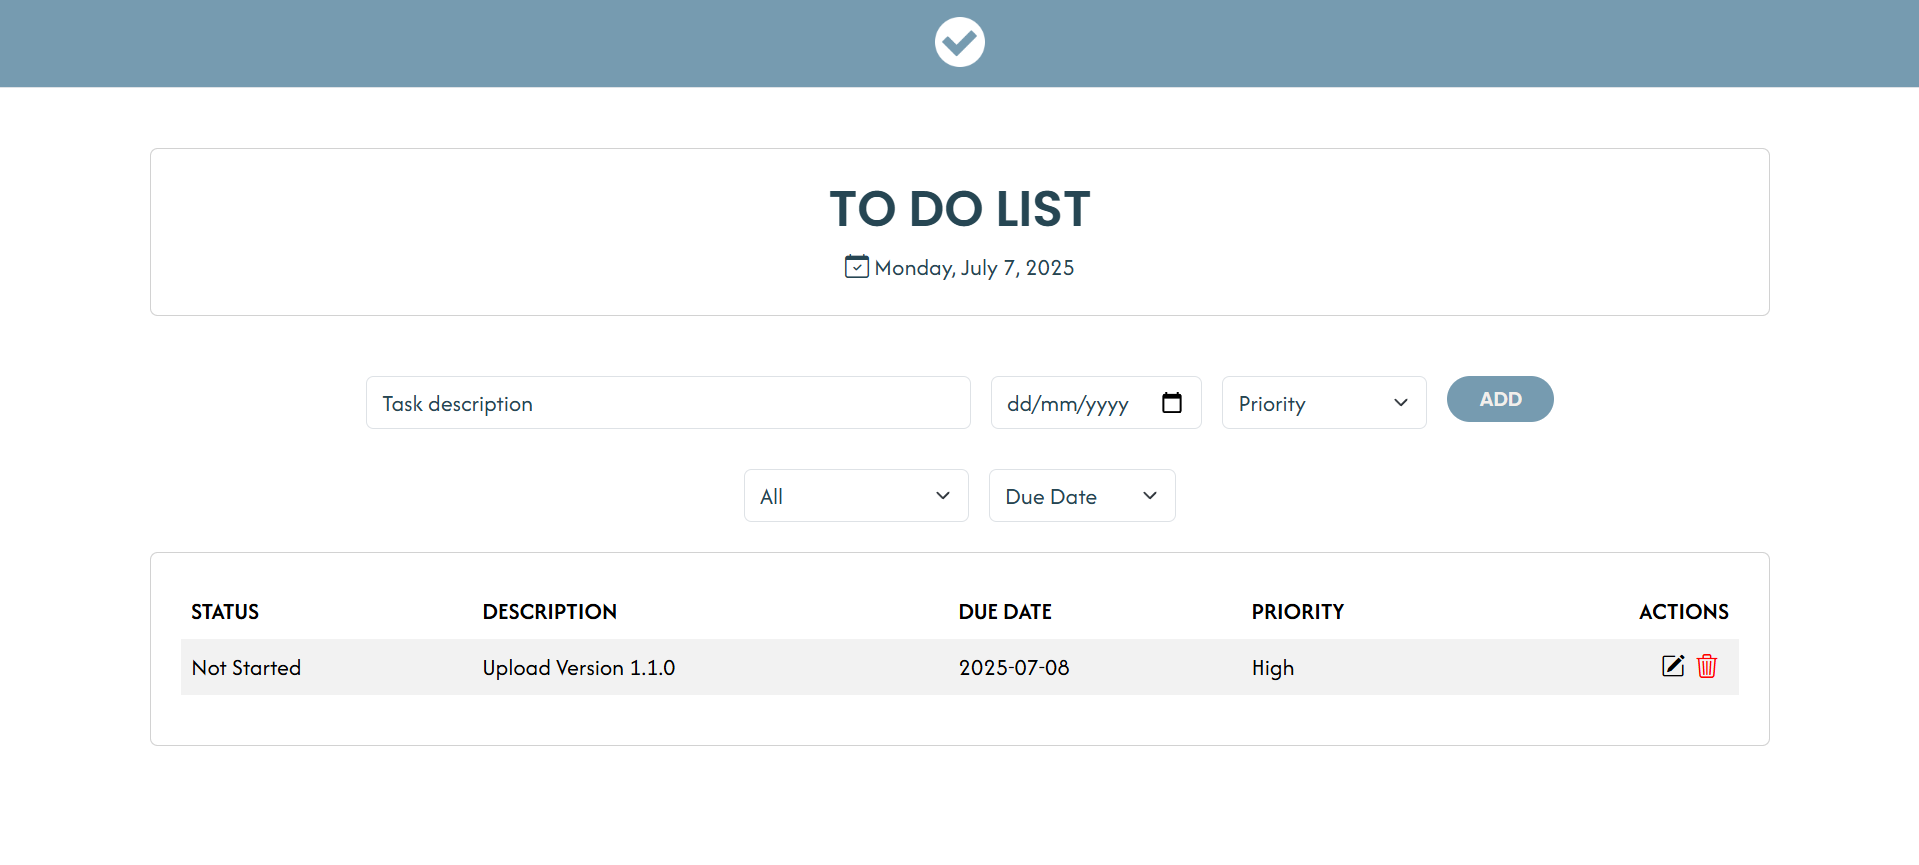 TO DO LIST
Monday, July 7, 2025
Task description dd/mm/yyyy Priority ADD
All Due Date
STATUS DESCRIPTION DUE DATE PRIORITY ACTIONS
Not Started Upload Version 1.1.0 2025-07-08 High